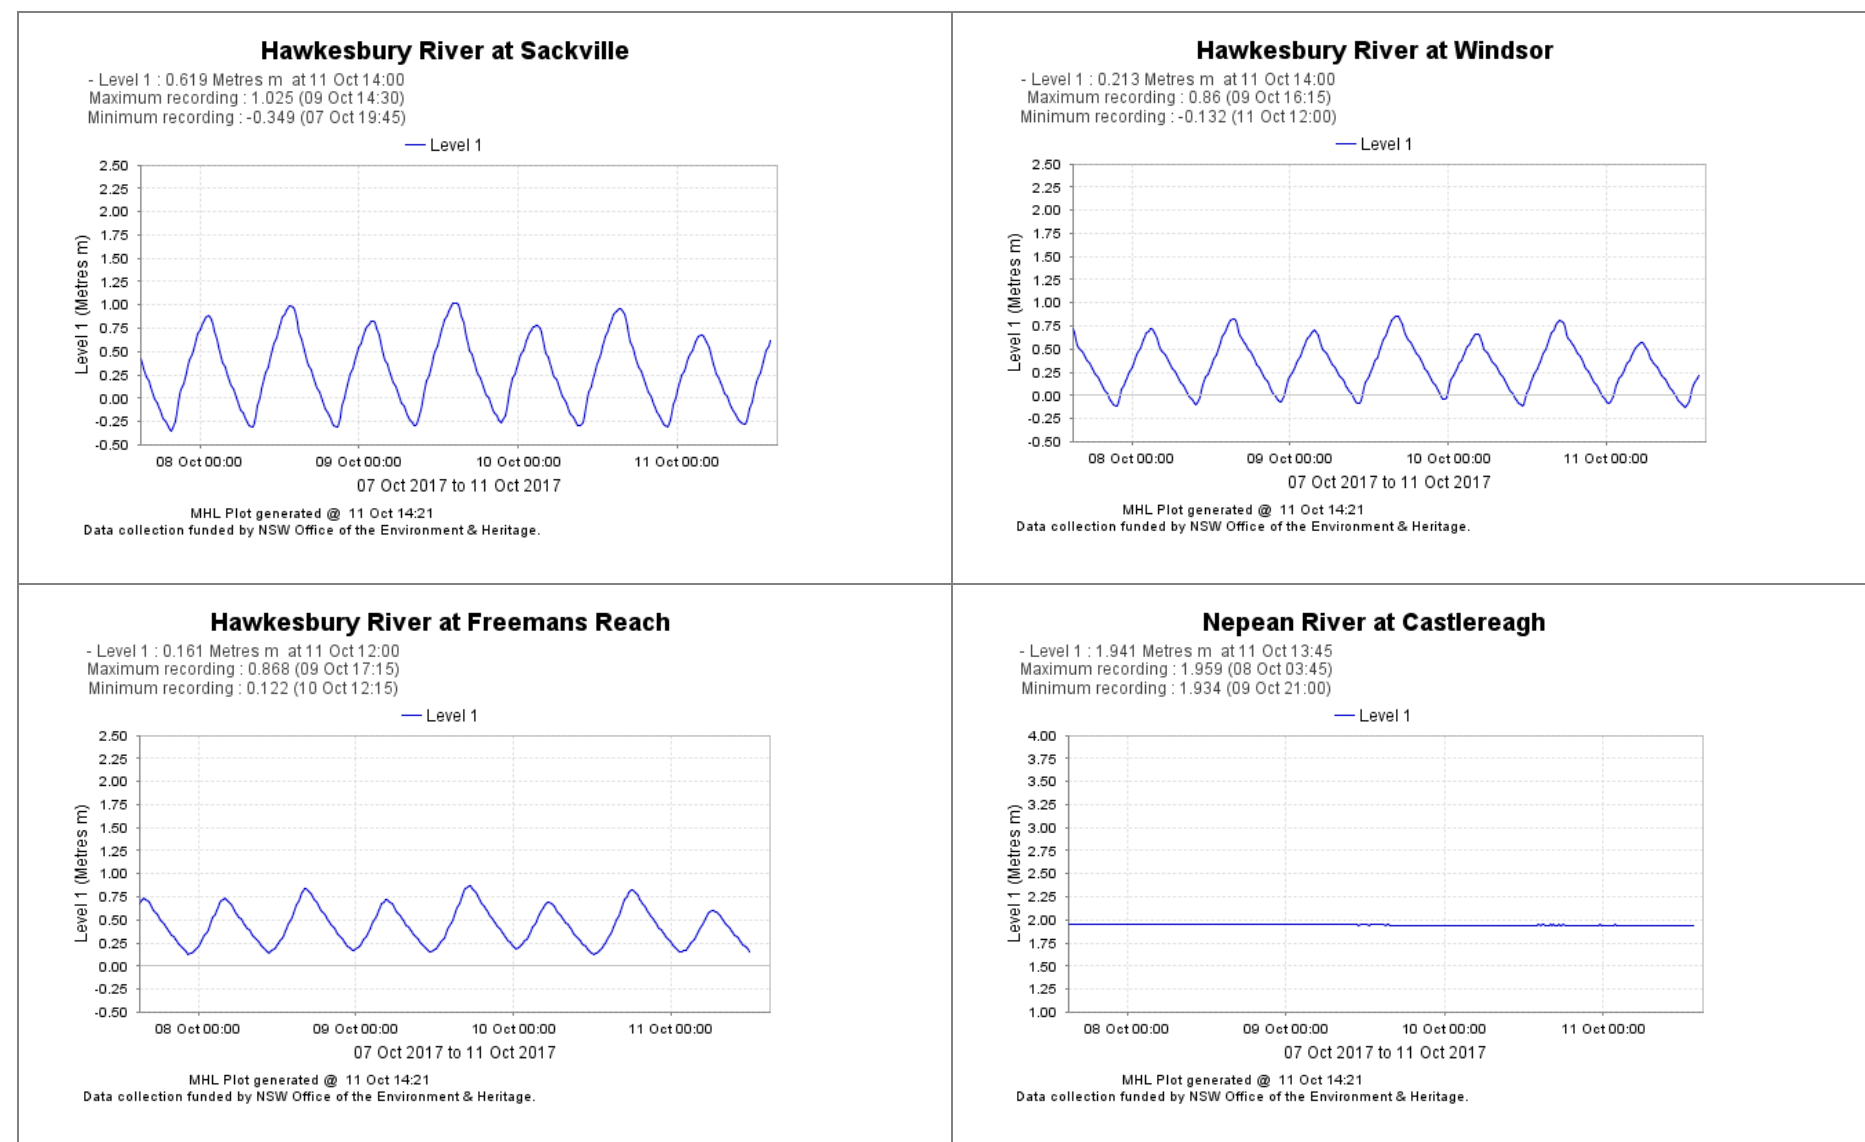 Hawkesbury River at Sackville
- Level 1 : 0.619 Metres m at 11 Oct 14:00
Maximum recording : 1.025 (09 Oct 14:30)
Minimum recording : -0.349 (07 Oct 19:45)
Level 1
2.50
2.25
2.00
1.75
1.50
1.25
1.00
0.75
0.50
0.25
0.00
-0.25
-0.50
Level 1 (Metres m)
08 Oct 00:00 09 Oct 00:00 10 Oct 00:00 11 Oct 00:00
07 Oct 2017 to 11 Oct 2017
MHL Plot generated @ 11 Oct 14:21
Data collection funded by NSW Office of the Environment & Heritage.
Hawkesbury River at Windsor
- Level 1 : 0.213 Metres m at 11 Oct 14:00
Maximum recording : 0.86 (09 Oct 16:15)
Minimum recording : -0.132 (11 Oct 12:00)
Level 1
2.50
2.25
2.00
1.75
1.50
1.25
1.00
0.75
0.50
0.25
0.00
-0.25
-0.50
Level 1 (Metres m)
08 Oct 00:00 09 Oct 00:00 10 Oct 00:00 11 Oct 00:00
07 Oct 2017 to 11 Oct 2017
MHL Plot generated @ 11 Oct 14:21
Data collection funded by NSW Office of the Environment & Heritage.
Hawkesbury River at Freemans Reach
- Level 1 : 0.161 Metres m at 11 Oct 12:00
Maximum recording : 0.868 (09 Oct 17:15)
Minimum recording : 0.122 (10 Oct 12:15)
Level 1
2.50
2.25
2.00
1.75
1.50
1.25
1.00
0.75
0.50
0.25
0.00
-0.25
-0.50
Level 1 (Metres m)
08 Oct 00:00 09 Oct 00:00 10 Oct 00:00 11 Oct 00:00
07 Oct 2017 to 11 Oct 2017
MHL Plot generated @ 11 Oct 14:21
Data collection funded by NSW Office of the Environment & Heritage.
Nepean River at Castlereagh
- Level 1 : 1.941 Metres m at 11 Oct 13:45
Maximum recording : 1.959 (08 Oct 03:45)
Minimum recording : 1.934 (09 Oct 21:00)
Level 1
4.00
3.75
3.50
3.25
3.00
2.75
2.50
2.25
2.00
1.75
1.50
1.25
1.00
Level 1 (Metres m)
08 Oct 00:00 09 Oct 00:00 10 Oct 00:00 11 Oct 00:00
07 Oct 2017 to 11 Oct 2017
MHL Plot generated @ 11 Oct 14:21
Data collection funded by NSW Office of the Environment & Heritage.